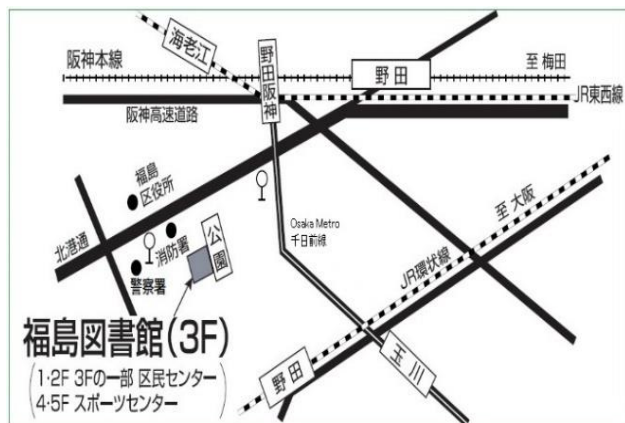 海老江
野田阪神
野田
阪神本線
至 梅田
JR東西線
阪神高速道路
福島
区役所
北港通
消防署
公園
警察署
Osaka Metro
千日前線
至 大阪
JR環状線
福島図書館(3F)
1・2F 3Fの一部 区民センター
4・5F スポーツセンター
野田
玉川